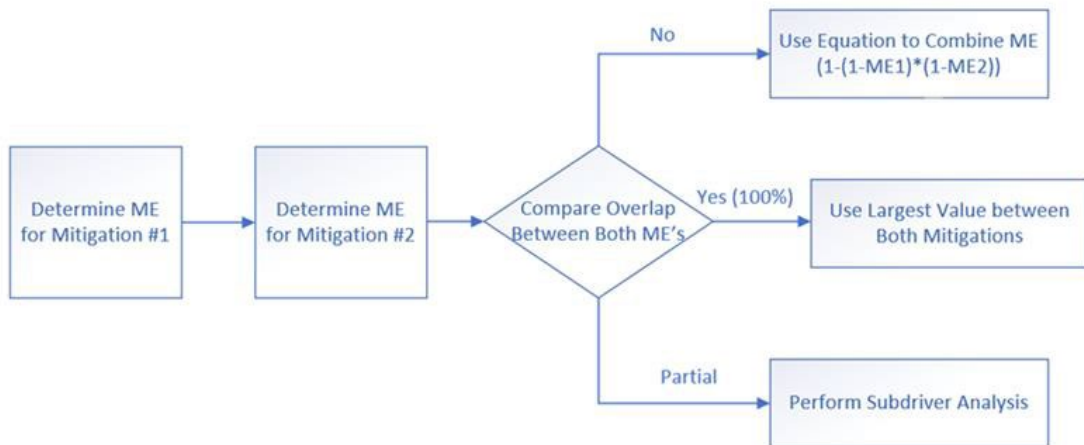 No
Use Equation to Combine ME
(1-(1-ME1)*(1-ME2))
Determine ME
for Mitigation #1
Determine ME
for Mitigation #2
Compare Overlap
Between Both ME's
Yes (100%)
Use Largest Value between
Both Mitigations
Partial
Perform Subdriver Analysis